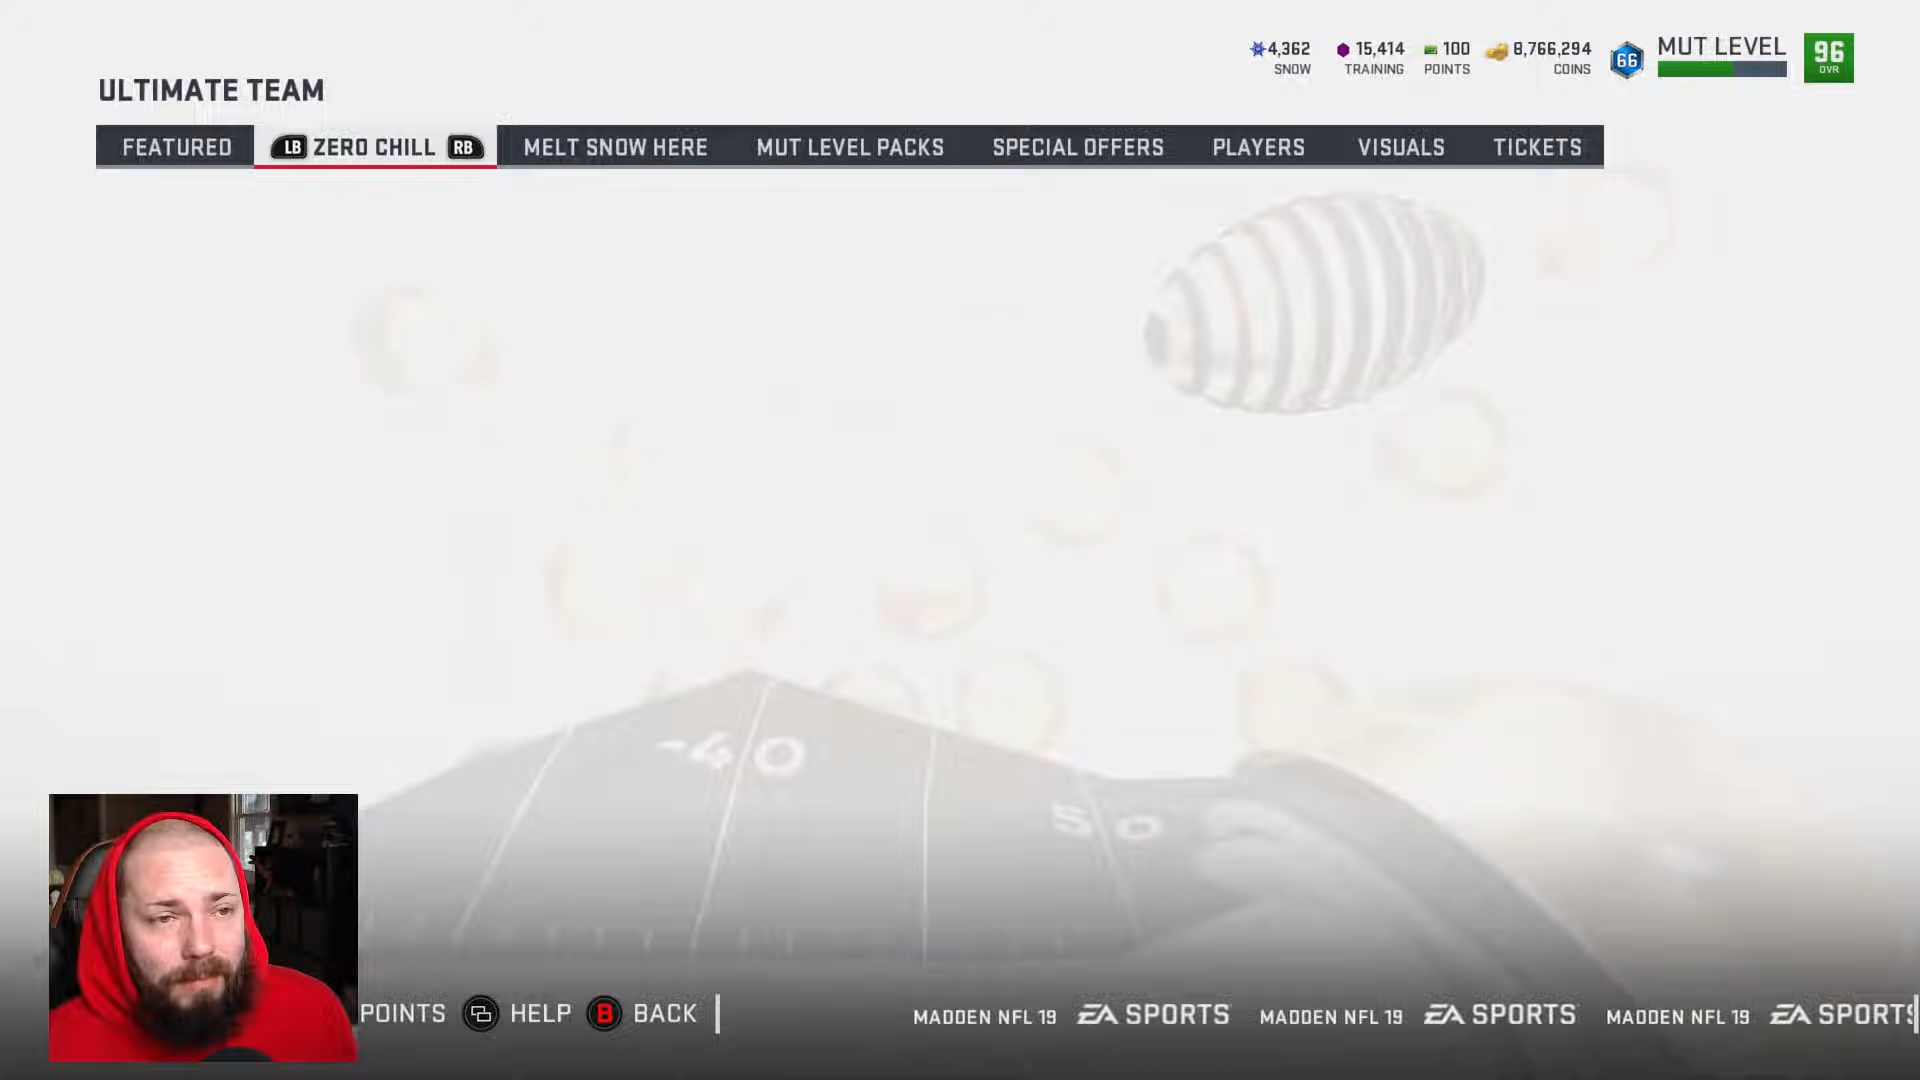 4,362 15,414 100 8,766,294 66 MUT LEVEL 96
SNOW TRAINING POINTS COINS OVR
ULTIMATE TEAM
FEATURED LB ZERO CHILL RB MELT SNOW HERE MUT LEVEL PACKS SPECIAL OFFERS PLAYERS VISUALS TICKETS
-40
50
POINTS HELP B BACK MADDEN NFL 19 EA SPORTS MADDEN NFL 19 EA SPORTS MADDEN NFL 19 EA SPORTS